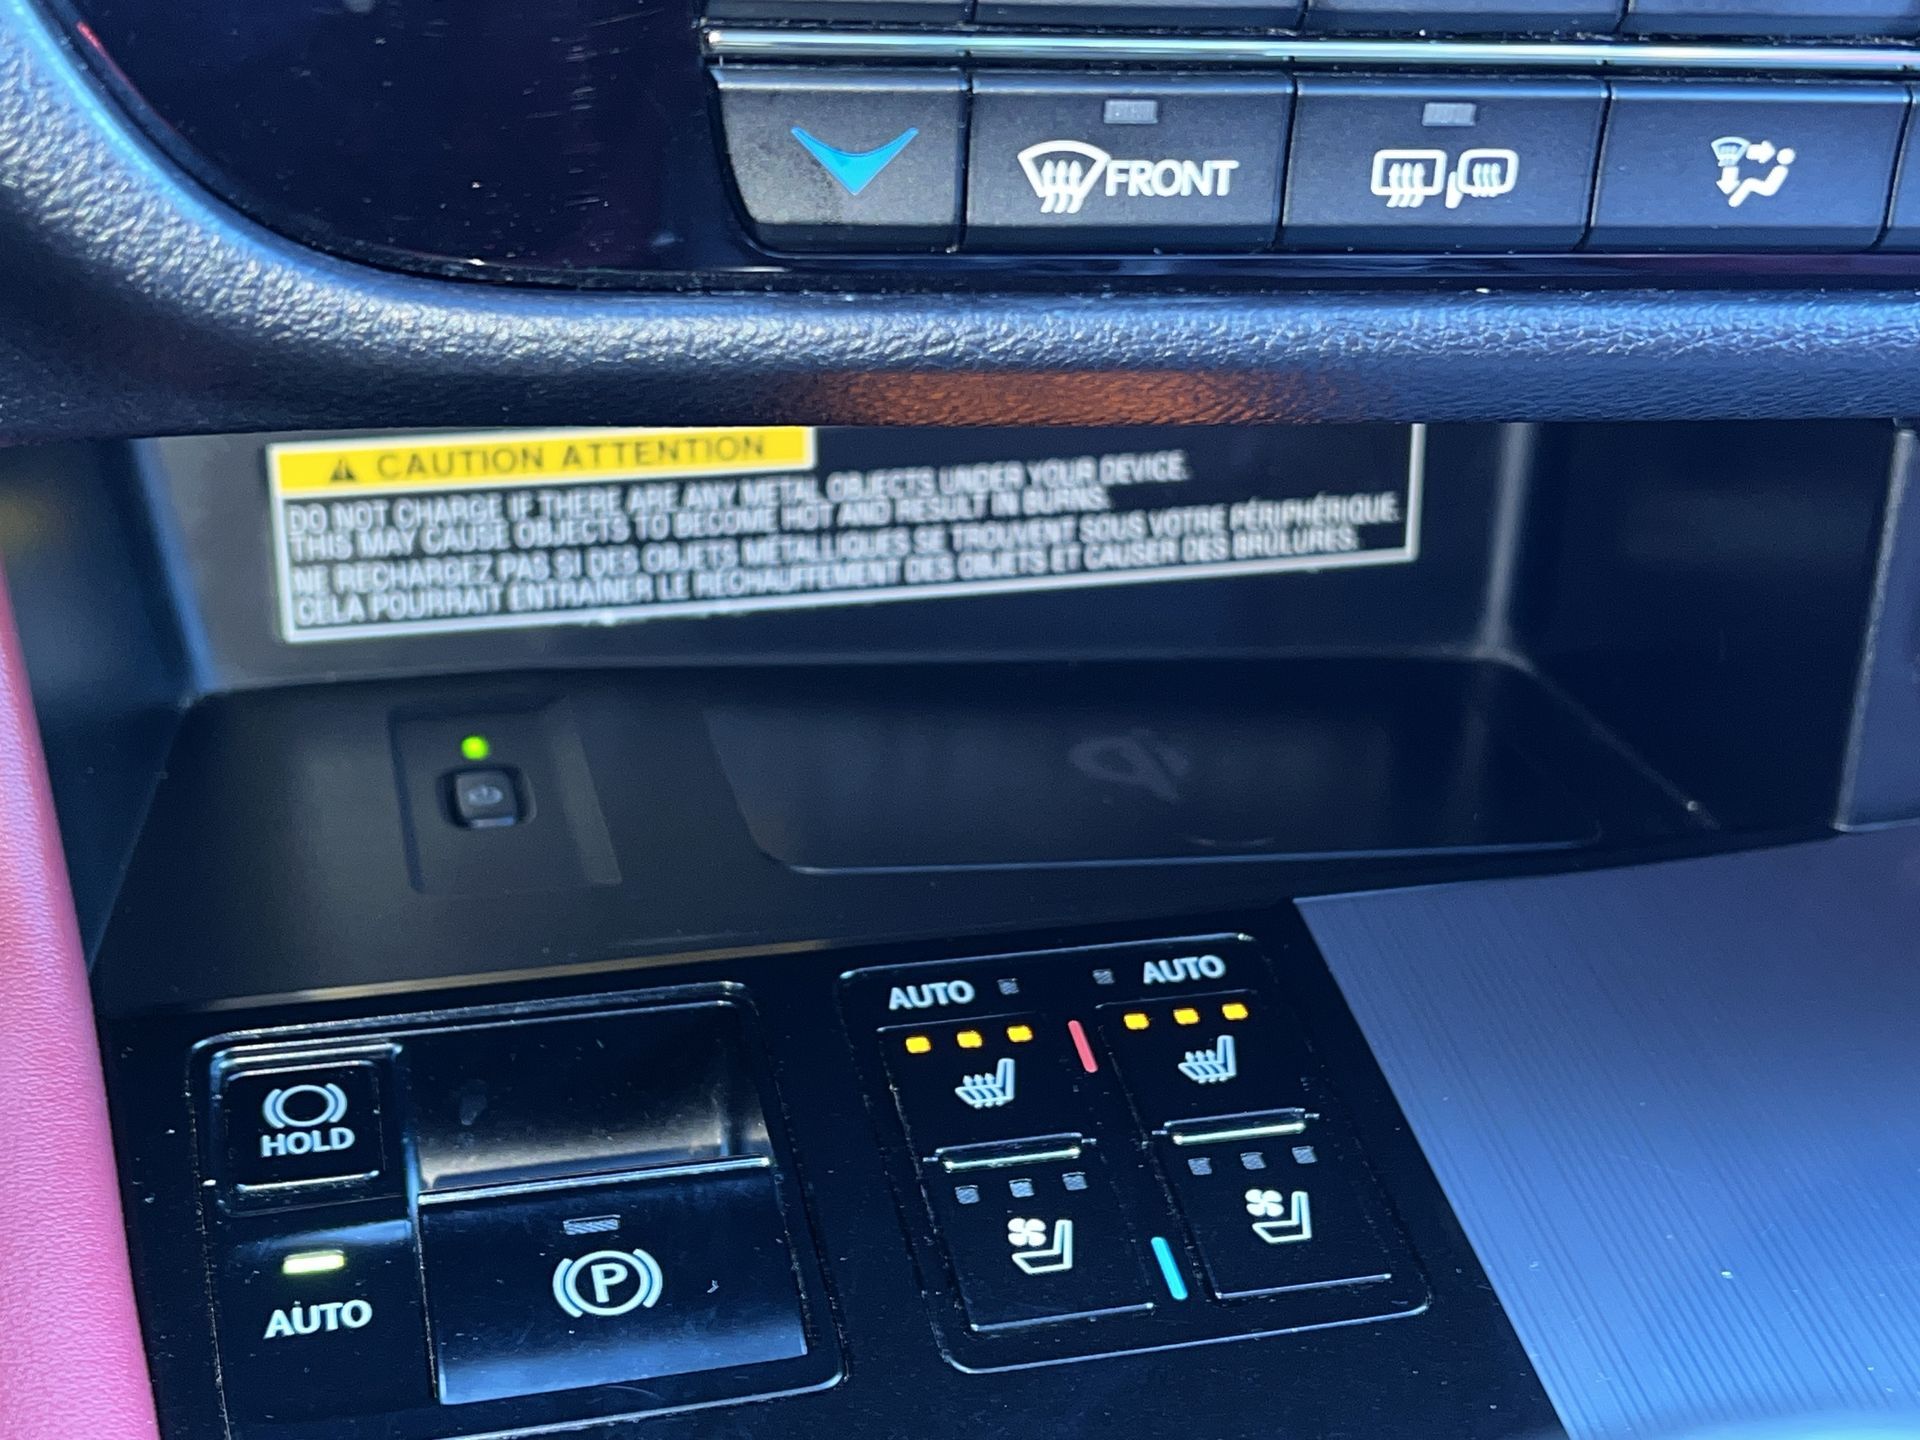 FRONT
CAUTION ATTENTION
DO NOT CHARGE IF THERE ARE ANY METAL OBJECTS UNDER YOUR DEVICE.
THIS MAY CAUSE OBJECTS TO BECOME HOT AND RESULT IN BURNS.
NE RECHARGEZ PAS SI DES OBJETS MÉTALLIQUES SE TROUVENT SOUS VOTRE PÉRIPHÉRIQUE.
CELA POURRAIT ENTRAÎNER LE RÉCHAUFFEMENT DES OBJETS ET CAUSER DES BRÛLURES.
AUTO AUTO
HOLD
P
AUTO